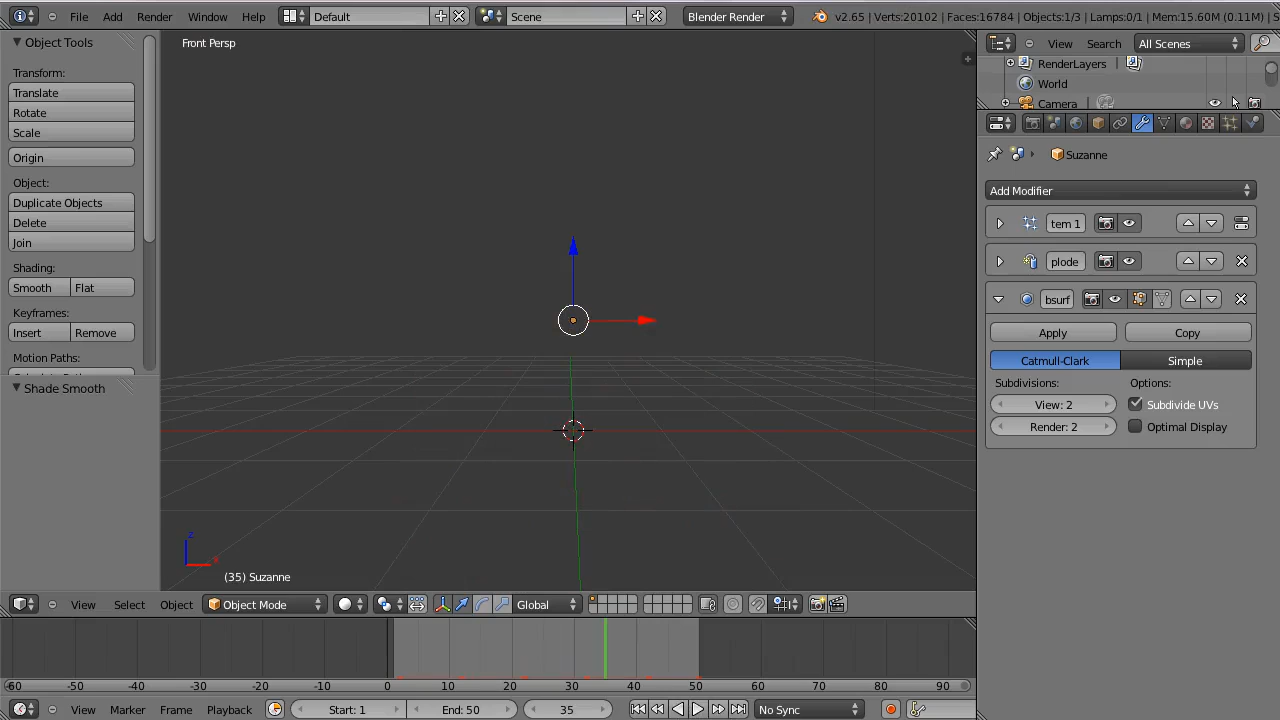 File Add Render Window Help Default Scene Blender Render v2.65 | Verts:20102 | Faces:16784 | Objects:1/3 | Lamps:0/1 | Mem:15.60M (0.11M) | S
Object Tools
Transform:
Translate
Rotate
Scale
Origin
Object:
Duplicate Objects
Delete
Join
Shading:
Smooth Flat
Keyframes:
Insert Remove
Motion Paths:
Shade Smooth
Front Persp
z
x
(35) Suzanne
View Select Object Object Mode Global
-60 -50 -40 -30 -20 -10 0 10 20 30 40 50 60 70 80 90
View Marker Frame Playback Start: 1 End: 50 35 No Sync
View Search All Scenes
RenderLayers |
World
Camera
Suzanne
Add Modifier
tem 1
plode
bsurf
Apply Copy
Catmull-Clark Simple
Subdivisions: Options:
View: 2 Subdivide UVs
Render: 2 Optimal Display